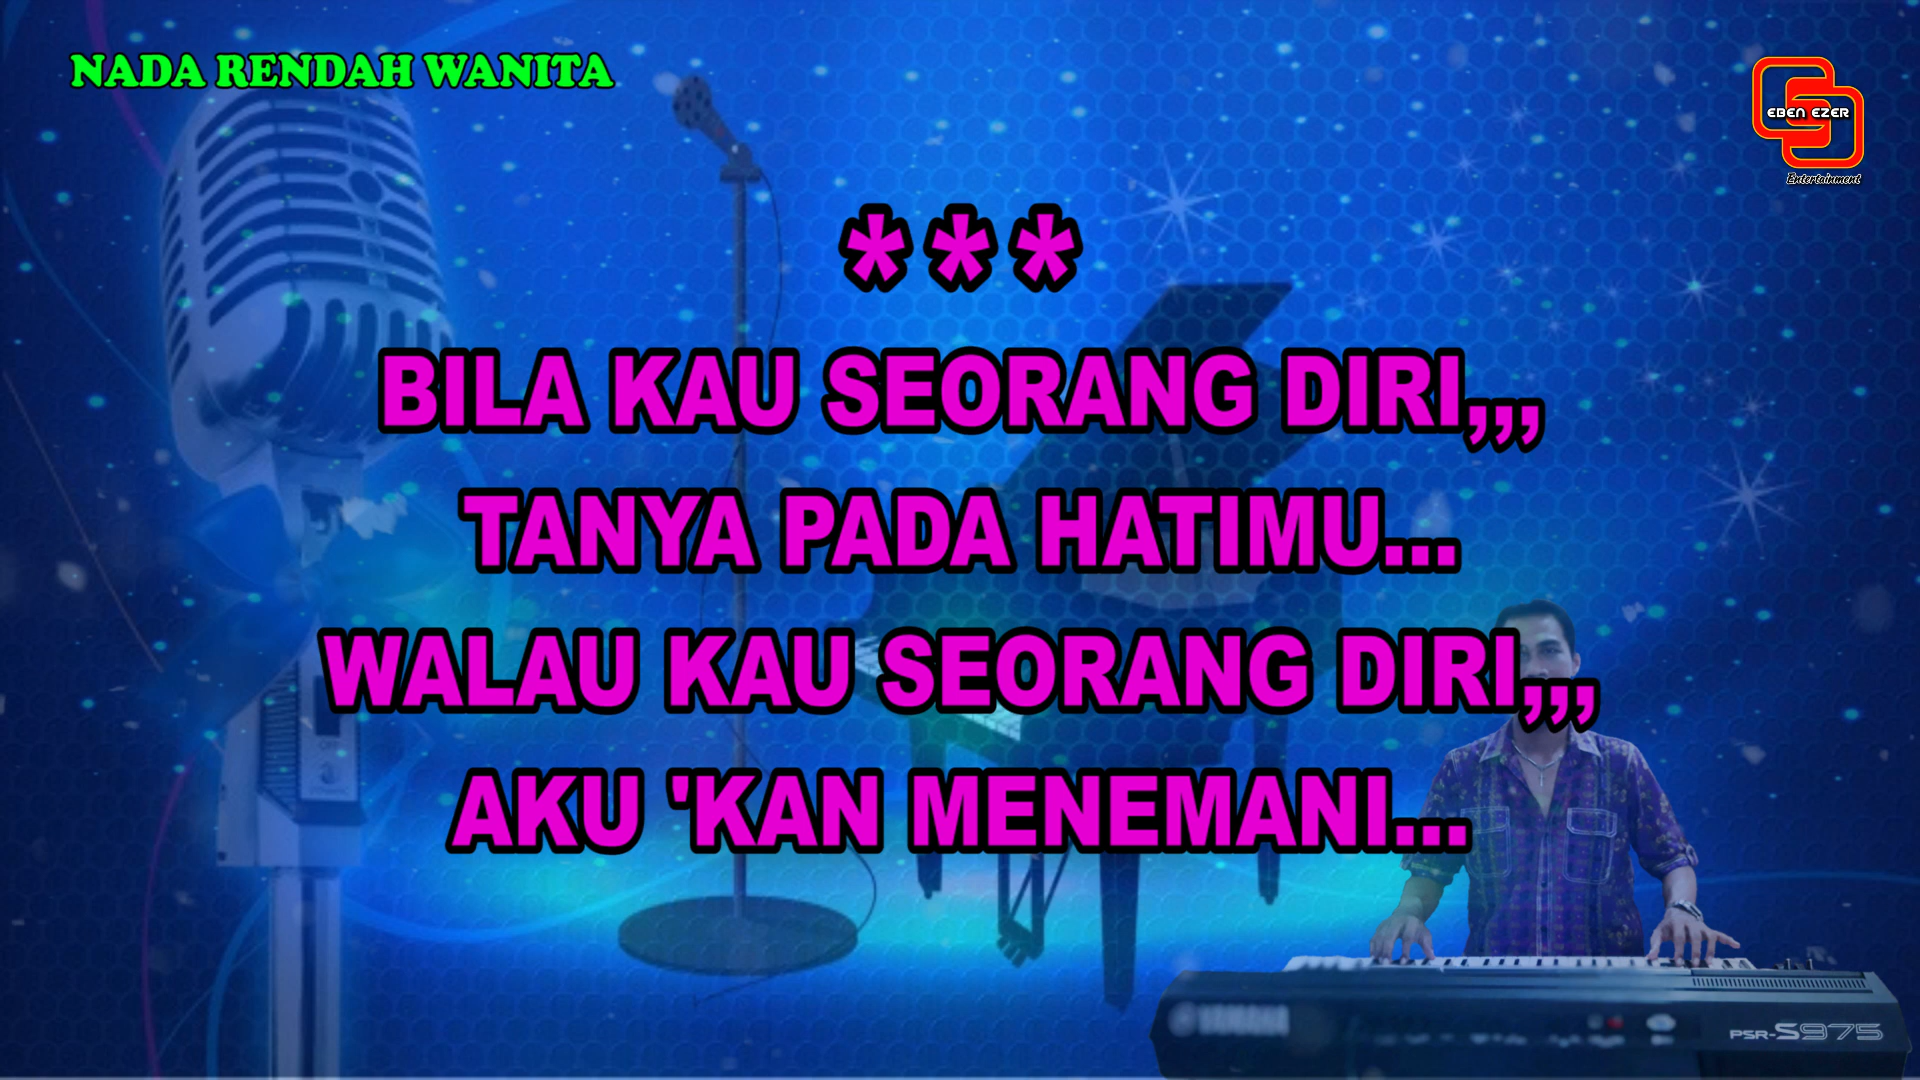 NADA RENDAH WANITA
EBEN EZER
Entertainment
***
BILA KAU SEORANG DIRI,,,
TANYA PADA HATIMU...
WALAU KAU SEORANG DIRI,,,
AKU 'KAN MENEMANI...
YAMAHA
PSR-S975